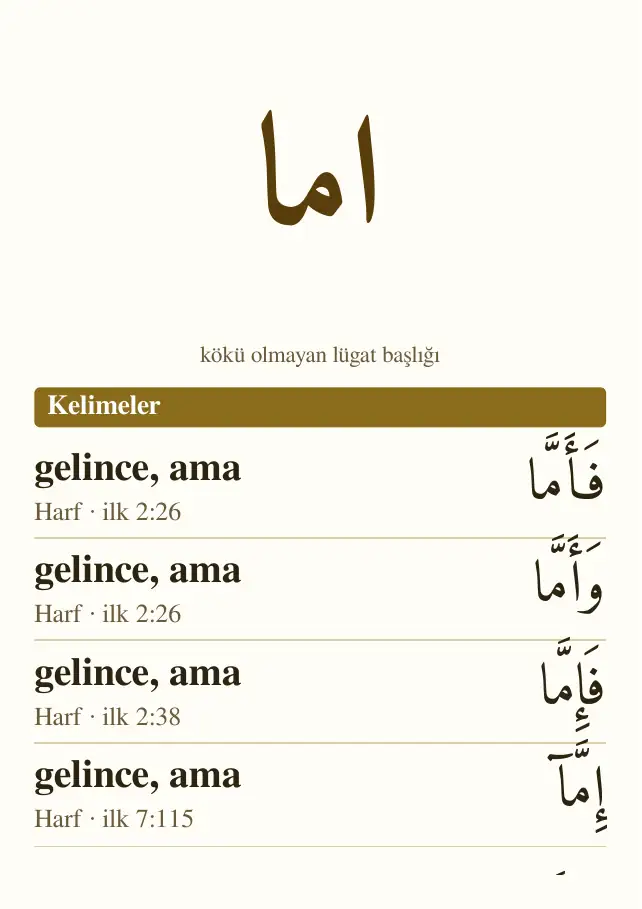 اما
kökü olmayan lügat başlığı
Kelimeler
gelince, ama فَأَمَّا
Harf · ilk 2:26
gelince, ama وَأَمَّا
Harf · ilk 2:26
gelince, ama فَإِمَّا
Harf · ilk 2:38
gelince, ama إِمَّآ
Harf · ilk 7:115